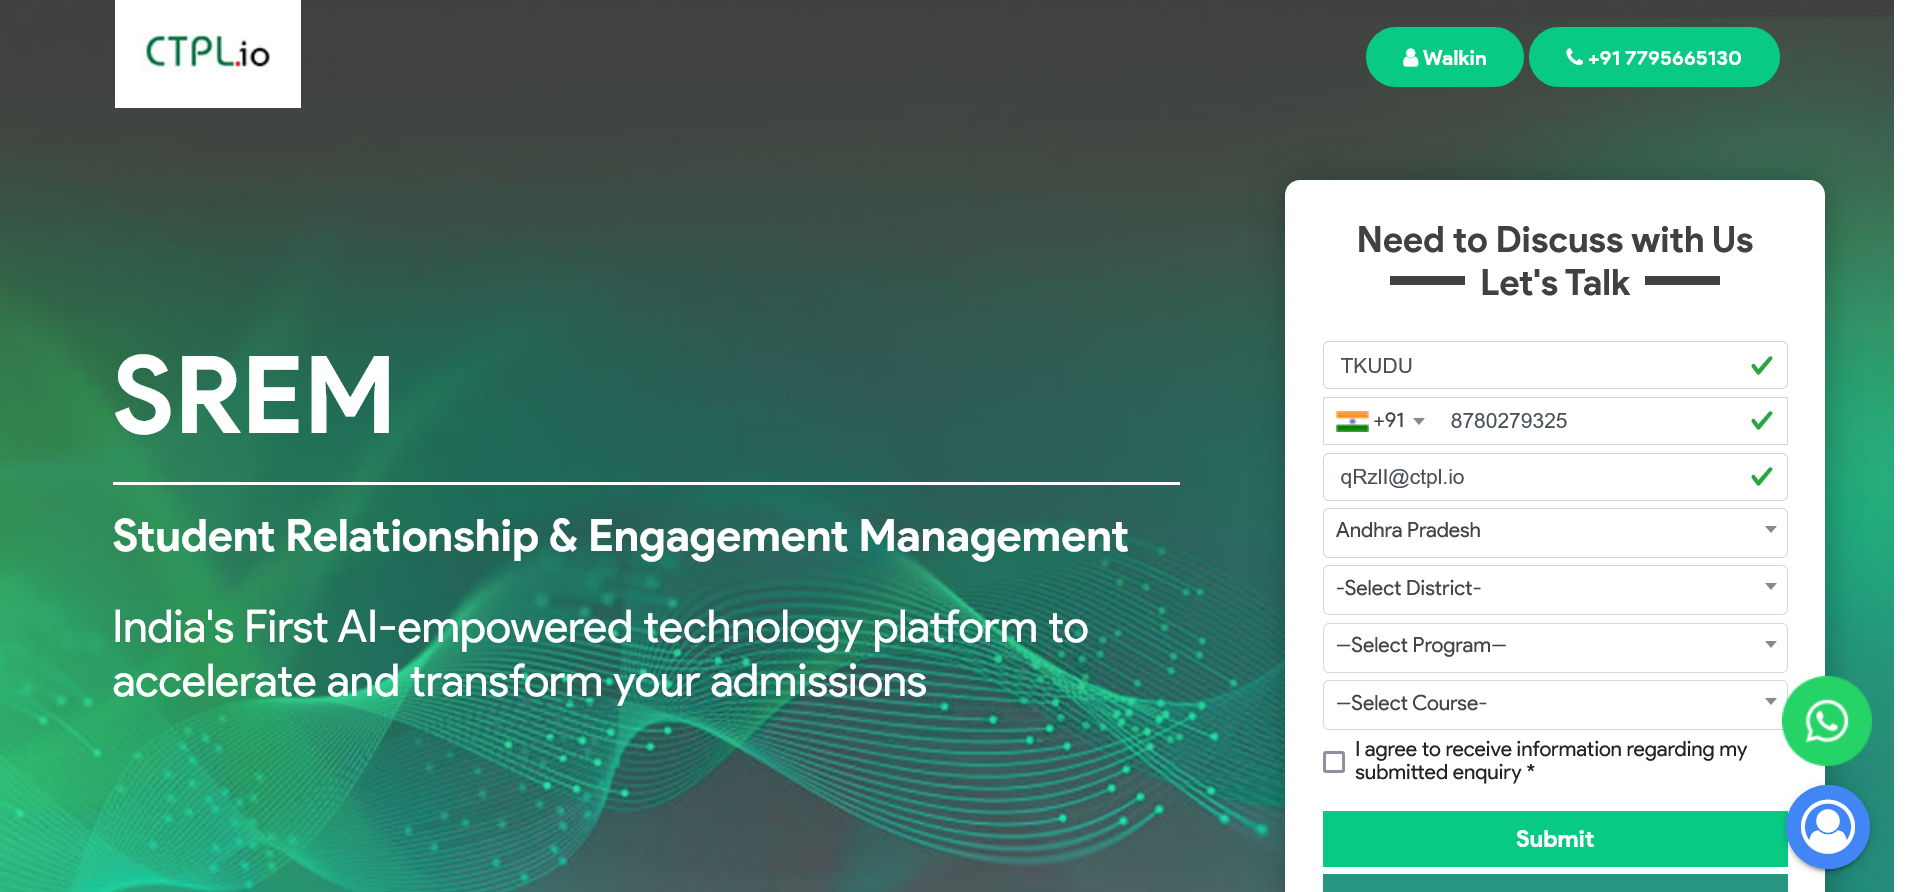 CTPL.io
Walkin
+91 7795665130
Need to Discuss with Us
Let's Talk
TKUDU
+91
8780279325
qRzlI@ctpl.io
Andhra Pradesh
-Select District-
—Select Program—
—Select Course-
I agree to receive information regarding my
submitted enquiry *
Submit
SREM
Student Relationship & Engagement Management
India's First AI-empowered technology platform to
accelerate and transform your admissions